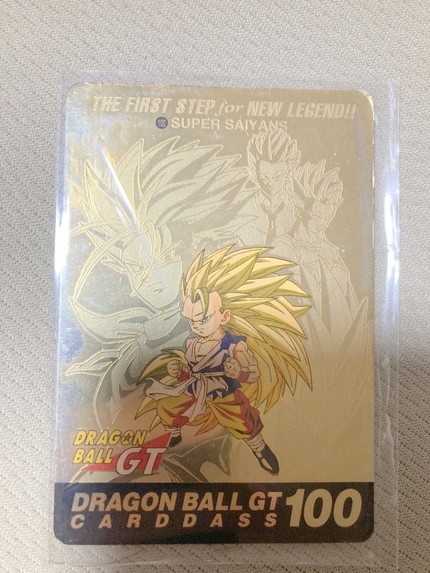 THE FIRST STEP for NEW LEGEND!!
SUPER SAIYANS
DRAGON
BALL GT
DRAGON BALL GT
CARDDASS 100